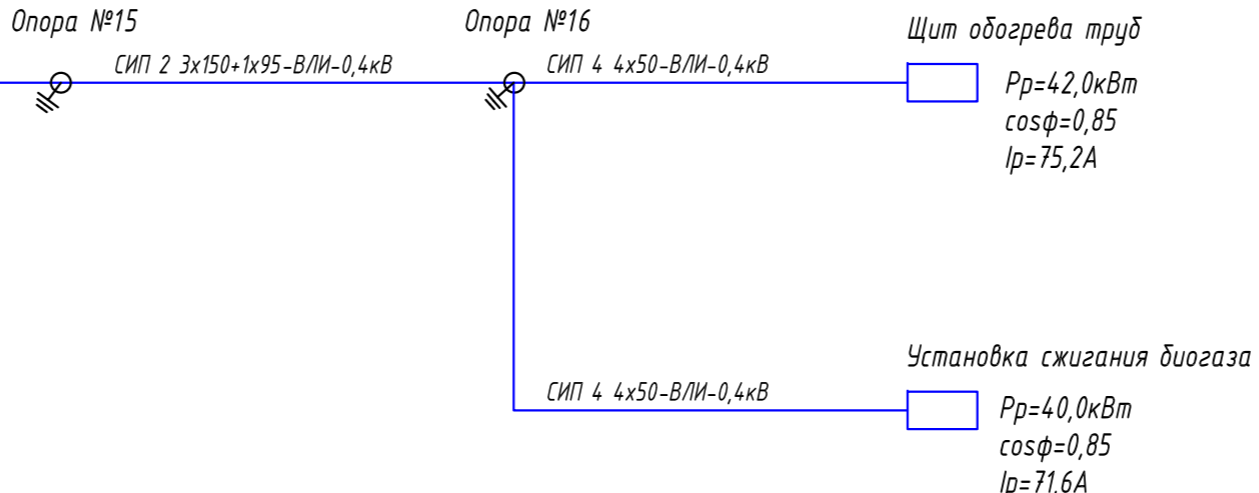 Опора №15
Опора №16
Щит обогрева труб
СИП 2 3х150+1х95-ВЛИ-0,4кВ
СИП 4 4х50-ВЛИ-0,4кВ
Рр=42,0кВт
cosφ=0,85
Iр=75,2А
Установка сжигания биогаза
СИП 4 4х50-ВЛИ-0,4кВ
Рр=40,0кВт
cosφ=0,85
Iр=71,6А